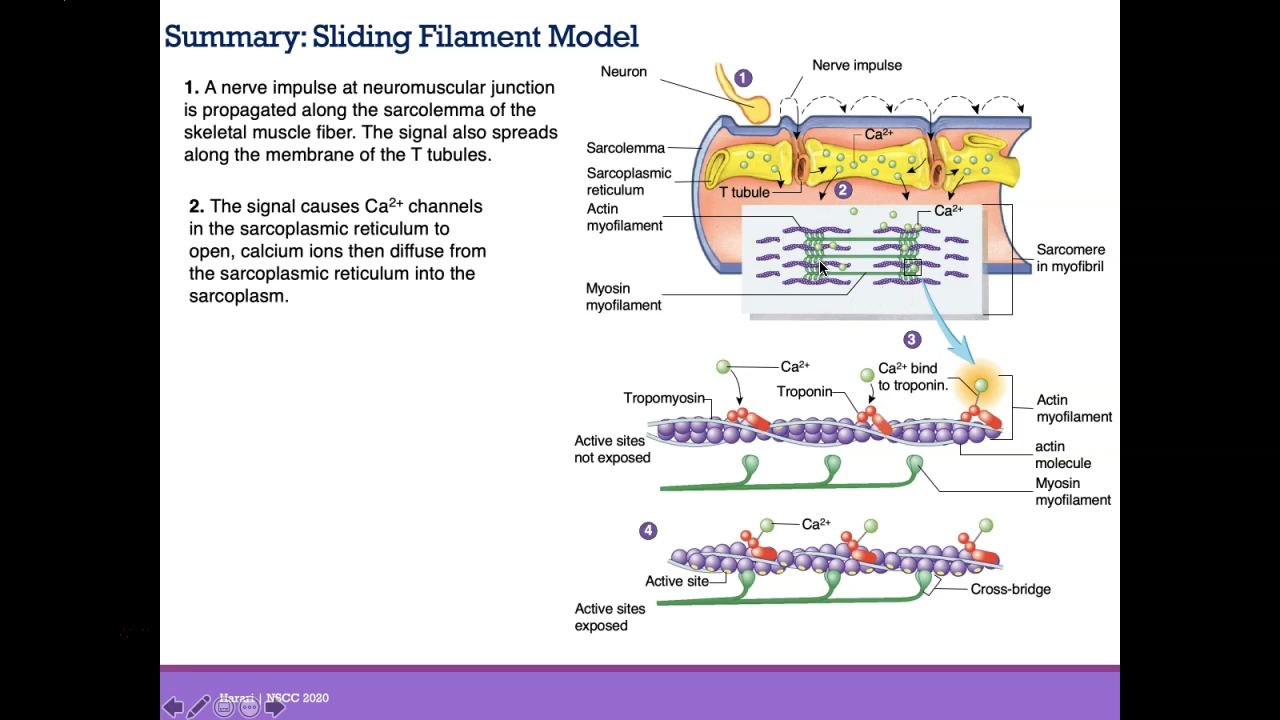 Summary: Sliding Filament Model
1. A nerve impulse at neuromuscular junction
is propagated along the sarcolemma of the
skeletal muscle fiber. The signal also spreads
along the membrane of the T tubules.
2. The signal causes Ca²⁺ channels
in the sarcoplasmic reticulum to
open, calcium ions then diffuse from
the sarcoplasmic reticulum into the
sarcoplasm.
Neuron
1
Nerve impulse
Ca²⁺
Sarcolemma
Sarcoplasmic
reticulum
T tubule
2
Actin
myofilament
Ca²⁺
Sarcomere
in myofibril
Myosin
myofilament
3
Ca²⁺
Ca²⁺ bind
to troponin.
Tropomyosin
Troponin
Actin
myofilament
Active sites
not exposed
actin
molecule
Myosin
myofilament
4
Ca²⁺
Active site
Cross-bridge
Active sites
exposed
Harari | NSCC 2020